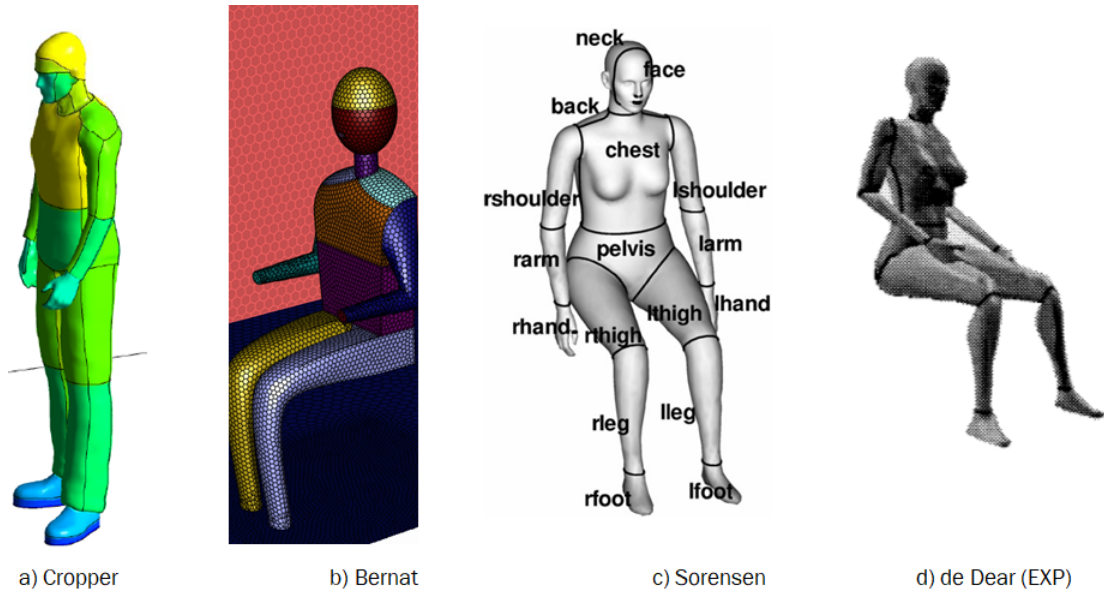 neck
face
back
chest
rshoulder
lshoulder
pelvis
larm
rarm
lthigh
lhand
rhand
rthigh
lleg
rleg
lfoot
rfoot
a) Cropper
b) Bernat
c) Sorensen
d) de Dear (EXP)